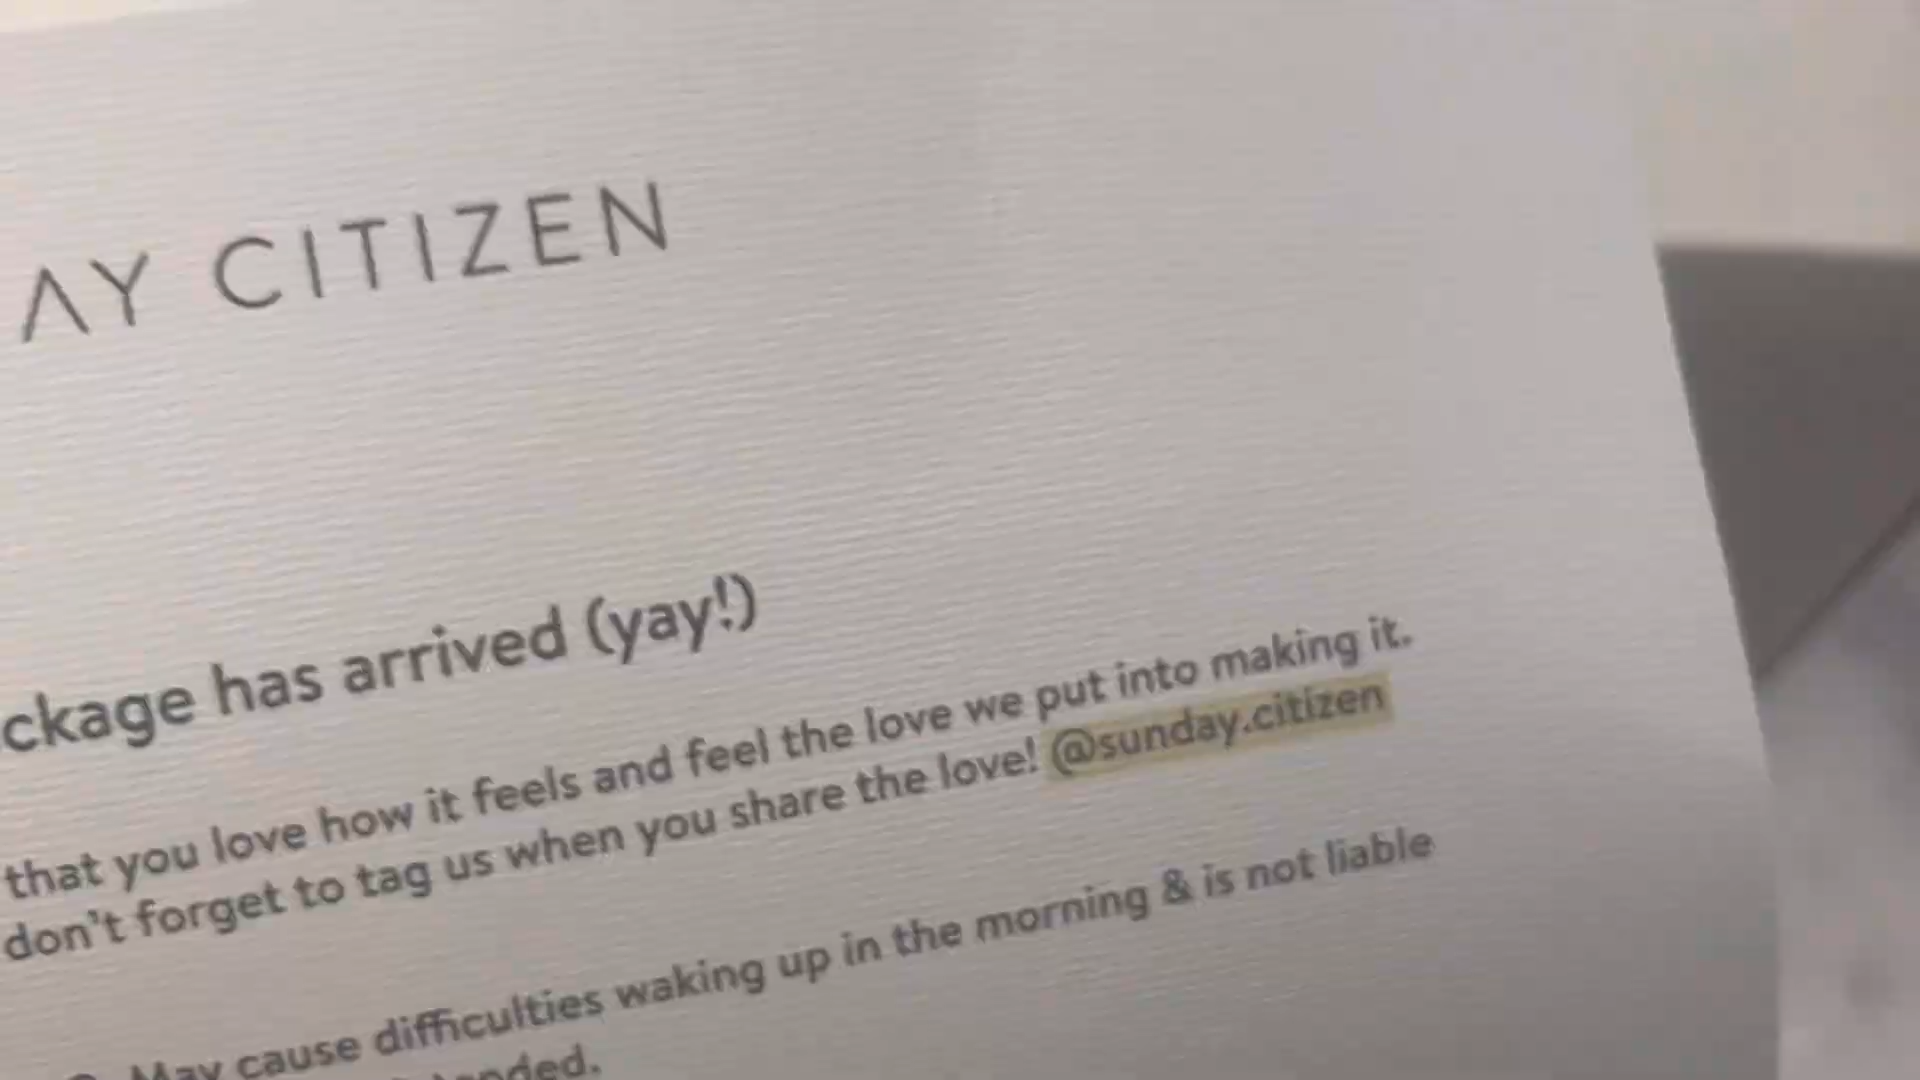 AY CITIZEN
ckage has arrived (yay!)
that you love how it feels and feel the love we put into making it.
don't forget to tag us when you share the love! @sunday.citizen
May cause difficulties waking up in the morning & is not liable